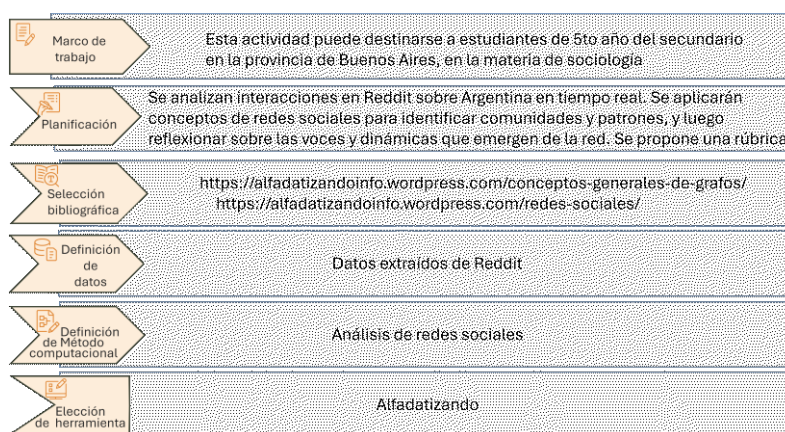 Marco de
trabajo
Esta actividad puede destinarse a estudiantes de 5to año del secundario
en la provincia de Buenos Aires, en la materia de sociología
Planificación
Se analizan interacciones en Reddit sobre Argentina en tiempo real. Se aplicarán
conceptos de redes sociales para identificar comunidades y patrones, y luego
reflexionar sobre las voces y dinámicas que emergen de la red. Se propone una rúbrica
Selección
bibliográfica
https://alfadatizandoinfo.wordpress.com/conceptos-generales-de-grafos/
https://alfadatizandoinfo.wordpress.com/redes-sociales/
Definición
de
datos
Datos extraídos de Reddit
Definición
de Método
computacional
Análisis de redes sociales
Elección
de herramienta
Alfadatizando